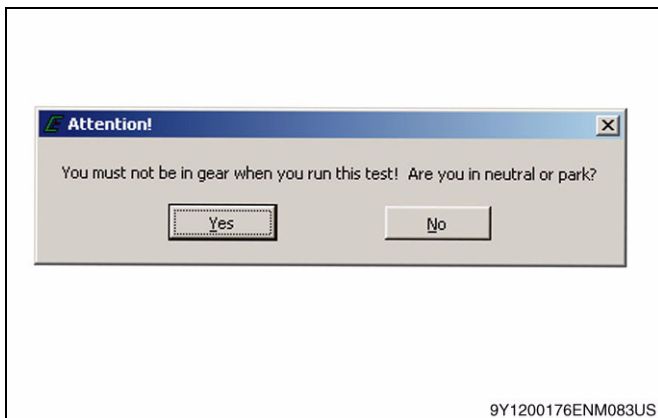 Attention!
You must not be in gear when you run this test! Are you in neutral or park?
Yes
No
9Y1200176ENM083US